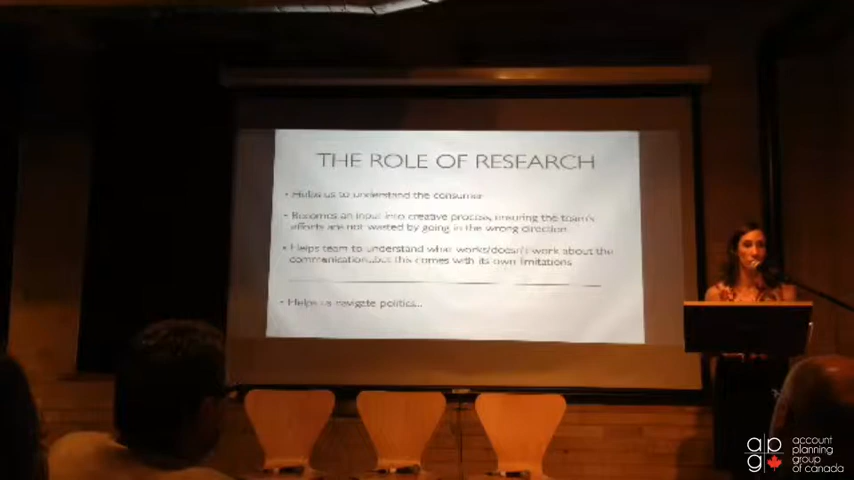 THE ROLE OF RESEARCH
• Helps us to understand the consumer
• Becomes an input into creative process, ensuring the team's
efforts are not wasted by going in the wrong direction
• Helps team to understand what works/doesn't work about the
communication...but this comes with its own limitations
• Helps us navigate politics...
apg
account
planning
group
of canada